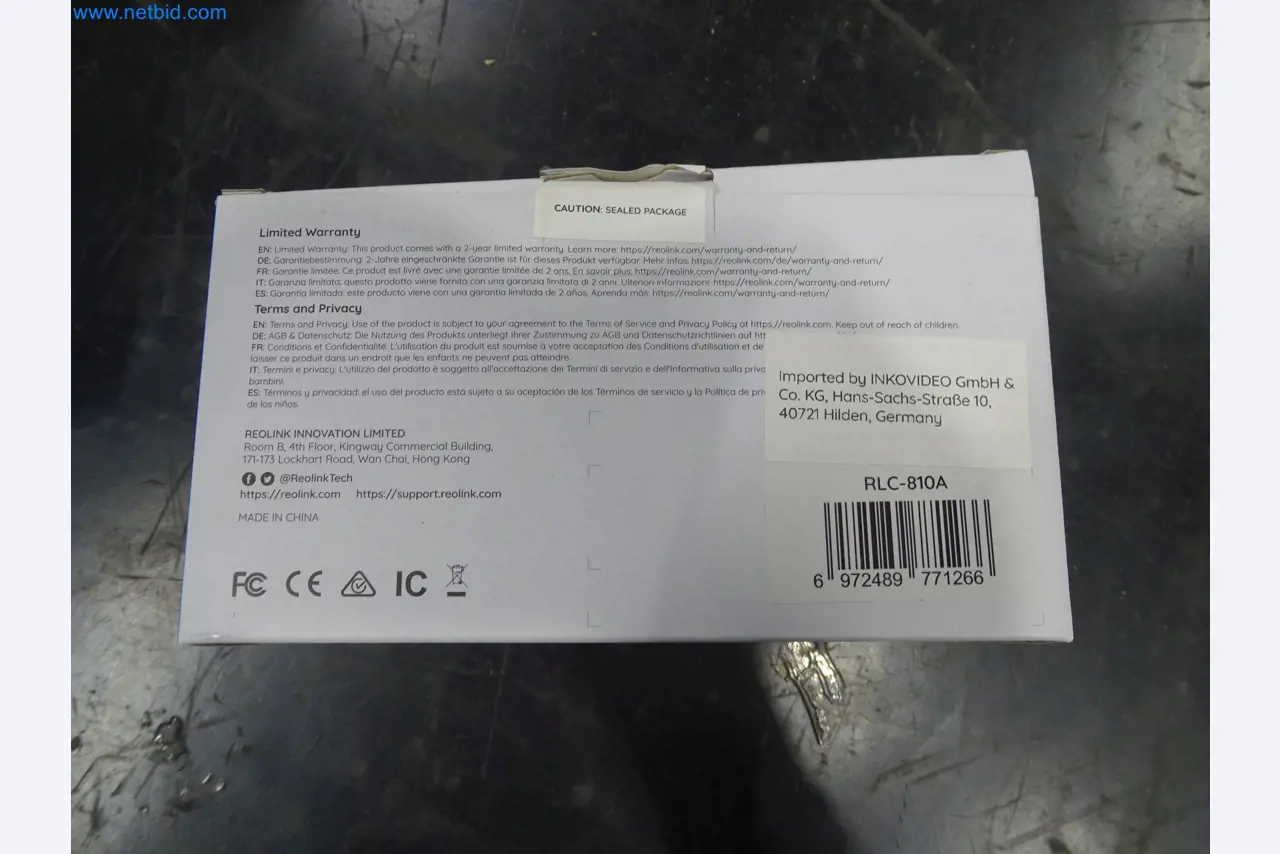 www.netbid.com
CAUTION: SEALED PACKAGE
Limited Warranty
EN: Limited Warranty: This product comes with a 2-year limited warranty. Learn more: https://reolink.com/warranty-and-return/
DE: Garantiebestimmung: 2-Jahre eingeschränkte Garantie ist für dieses Produkt verfügbar. Mehr Infos: https://reolink.com/de/warranty-and-return/
FR: Garantie limitée: Ce produit est livré avec une garantie limitée de 2 ans. En savoir plus: https://reolink.com/warranty-and-return/
IT: Garanzia limitata: questo prodotto viene fornito con una garanzia limitata di 2 anni. Ulteriori informazioni: https://reolink.com/warranty-and-return/
ES: Garantía limitada: este producto viene con una garantía limitada de 2 años. Aprenda más: https://reolink.com/warranty-and-return/
Terms and Privacy
EN: Terms and Privacy: Use of the product is subject to your agreement to the Terms of Service and Privacy Policy at https://reolink.com. Keep out of reach of children.
DE: AGB & Datenschutz: Die Nutzung des Produkts unterliegt Ihrer Zustimmung zu AGB und Datenschutzrichtlinien auf htt
FR: Conditions et Confidentialité: L'utilisation du produit est soumise à votre acceptation des Conditions d'utilisation et de
laisser ce produit dans un endroit que les enfants ne peuvent pas atteindre.
IT: Termini e privacy: L'utilizzo del prodotto è soggetto all'accettazione dei Termini di servizio e dell'Informativa sulla priva
bambini.
ES: Términos y privacidad: el uso del producto está sujeto a su aceptación de los Términos de servicio y la Política de pri
de los niños.
Imported by INKOVIDEO GmbH &
Co. KG, Hans-Sachs-Straße 10,
40721 Hilden, Germany
REOLINK INNOVATION LIMITED
Room B, 4th Floor, Kingway Commercial Building,
171-173 Lockhart Road, Wan Chai, Hong Kong
@ReolinkTech
https://reolink.com https://support.reolink.com
MADE IN CHINA
FC CE IC
RLC-810A
6 972489 771266